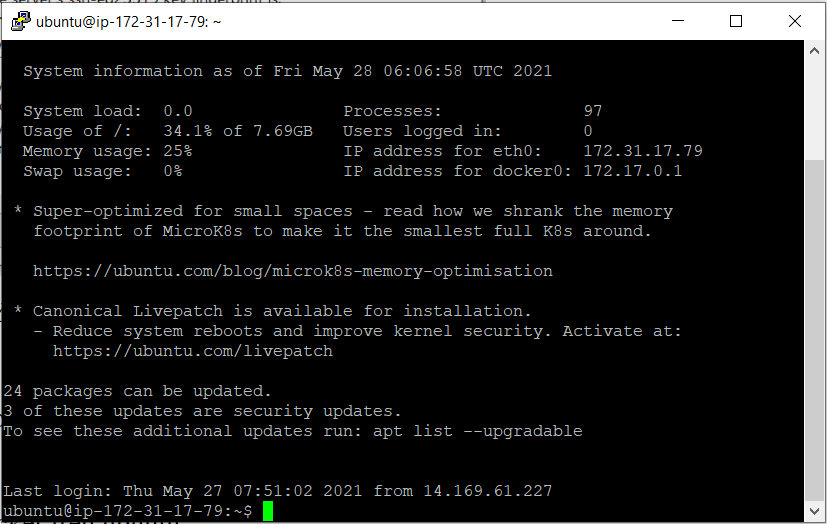 ubuntu@ip-172-31-17-79: ~
System information as of Fri May 28 06:06:58 UTC 2021
System load:  0.0                Processes:              97
Usage of /:   34.1% of 7.69GB   Users logged in:        0
Memory usage: 25%               IP address for eth0:    172.31.17.79
Swap usage:   0%                IP address for docker0: 172.17.0.1
* Super-optimized for small spaces - read how we shrank the memory
footprint of MicroK8s to make it the smallest full K8s around.
https://ubuntu.com/blog/microk8s-memory-optimisation
* Canonical Livepatch is available for installation.
- Reduce system reboots and improve kernel security. Activate at:
https://ubuntu.com/livepatch
24 packages can be updated.
3 of these updates are security updates.
To see these additional updates run: apt list --upgradable
Last login: Thu May 27 07:51:02 2021 from 14.169.61.227
ubuntu@ip-172-31-17-79:~$